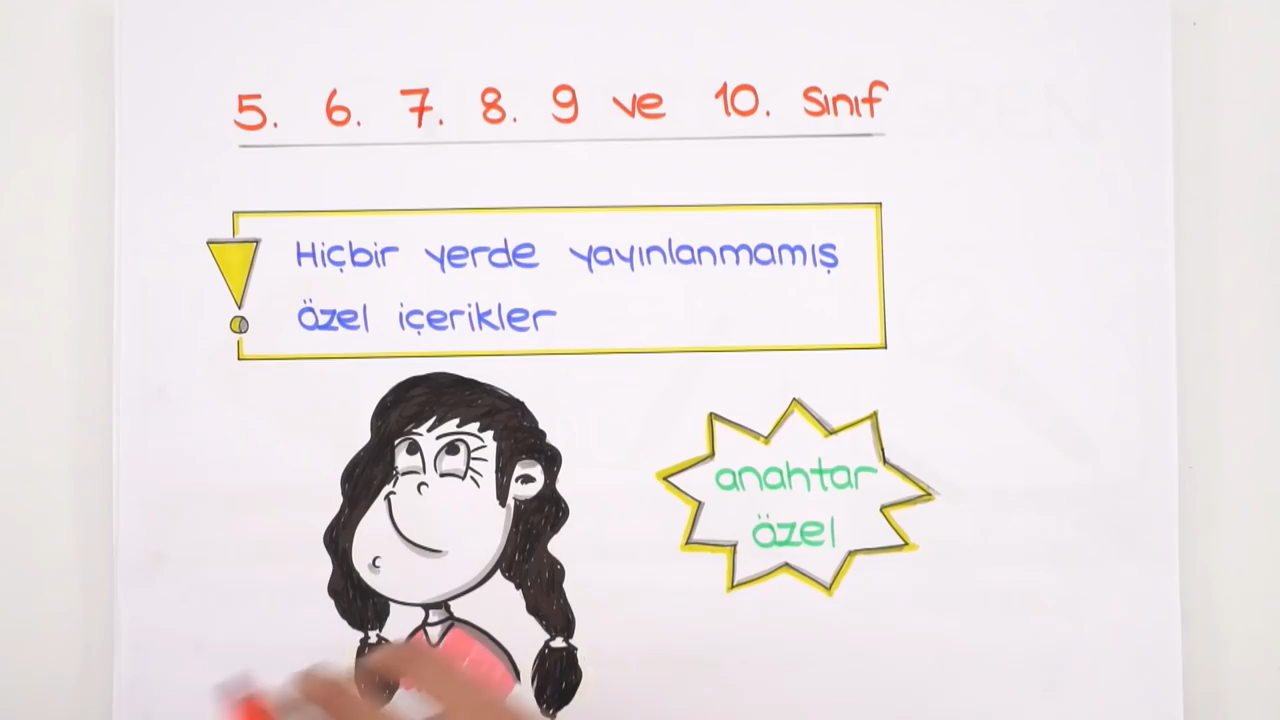 5. 6. 7. 8. 9 ve 10. sınıf
Hiçbir yerde yayınlanmamış
özel içerikler
anahtar
özel